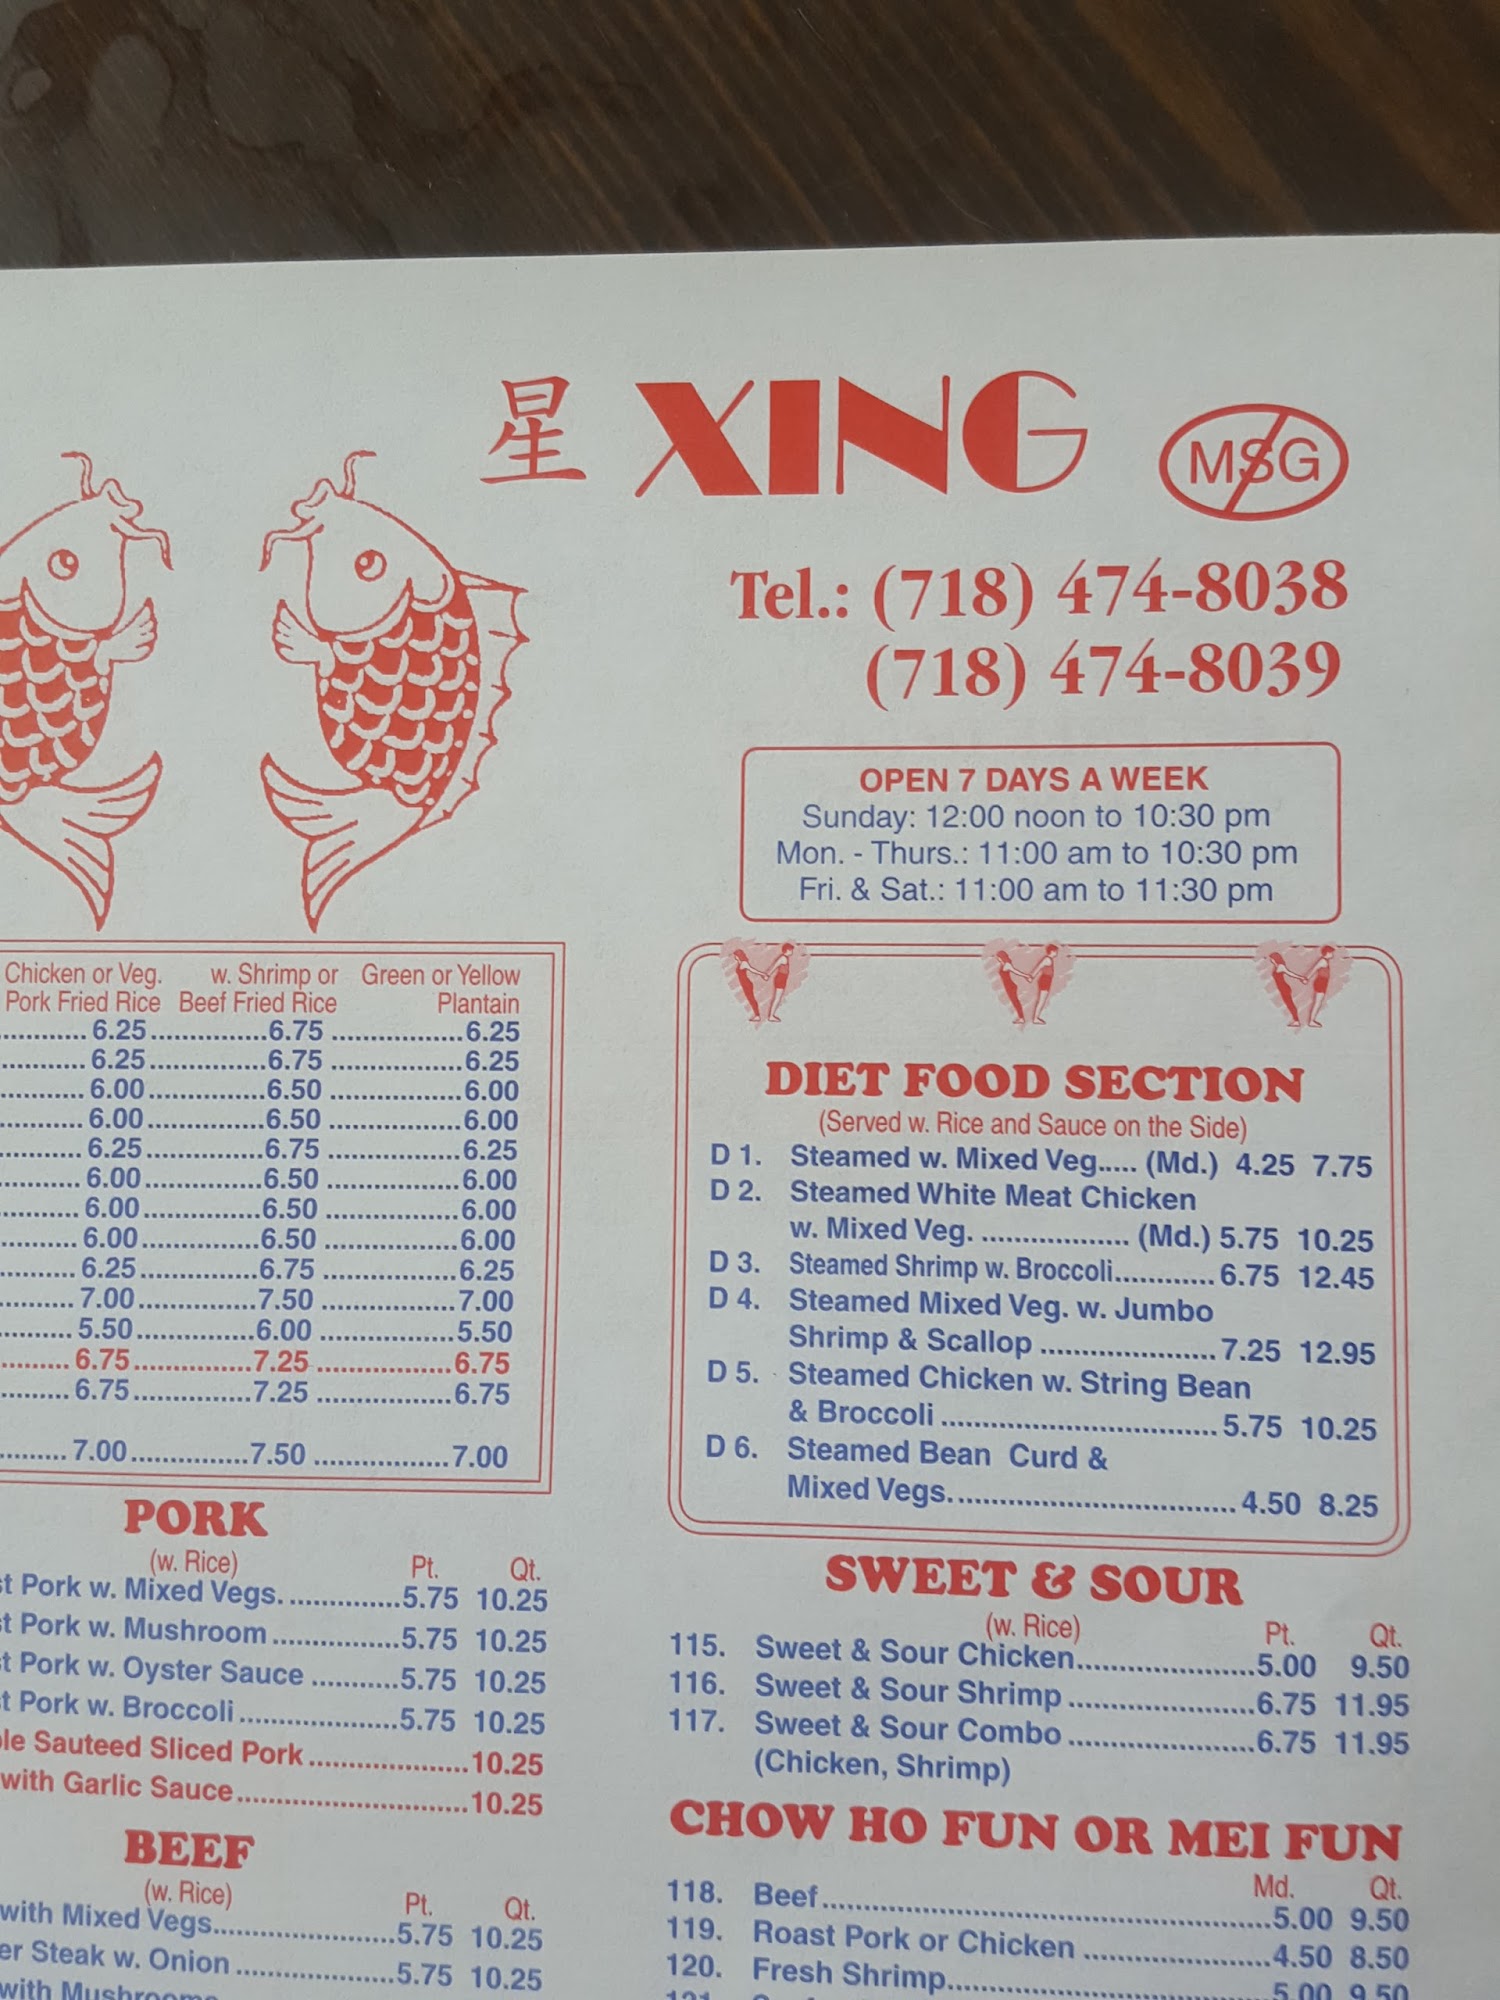 星 XING MSG
Tel.: (718) 474-8038
(718) 474-8039
OPEN 7 DAYS A WEEK
Sunday: 12:00 noon to 10:30 pm
Mon. - Thurs.: 11:00 am to 10:30 pm
Fri. & Sat.: 11:00 am to 11:30 pm
Chicken or Veg. w. Shrimp or Green or Yellow
Pork Fried Rice Beef Fried Rice Plantain
6.25 6.75 6.25
6.25 6.75 6.25
6.00 6.50 6.00
6.00 6.50 6.00
6.25 6.75 6.25
6.00 6.50 6.00
6.00 6.50 6.00
6.00 6.50 6.00
6.25 6.75 6.25
7.00 7.50 7.00
5.50 6.00 5.50
6.75 7.25 6.75
6.75 7.25 6.75
7.00 7.50 7.00
PORK
(w. Rice) Pt. Qt.
Pork w. Mixed Vegs. 5.75 10.25
Pork w. Mushroom 5.75 10.25
Pork w. Oyster Sauce 5.75 10.25
Pork w. Broccoli 5.75 10.25
Sauteed Sliced Pork 10.25
with Garlic Sauce 10.25
BEEF
(w. Rice) Pt. Qt.
with Mixed Vegs. 5.75 10.25
Steak w. Onion 5.75 10.25
with
DIET FOOD SECTION
(Served w. Rice and Sauce on the Side)
D 1. Steamed w. Mixed Veg..... (Md.) 4.25 7.75
D 2. Steamed White Meat Chicken
w. Mixed Veg. (Md.) 5.75 10.25
D 3. Steamed Shrimp w. Broccoli 6.75 12.45
D 4. Steamed Mixed Veg. w. Jumbo
Shrimp & Scallop 7.25 12.95
D 5. Steamed Chicken w. String Bean
& Broccoli 5.75 10.25
D 6. Steamed Bean Curd &
Mixed Vegs. 4.50 8.25
SWEET & SOUR
(w. Rice) Pt. Qt.
115. Sweet & Sour Chicken 5.00 9.50
116. Sweet & Sour Shrimp 6.75 11.95
117. Sweet & Sour Combo 6.75 11.95
(Chicken, Shrimp)
CHOW HO FUN OR MEI FUN
Md. Qt.
118. Beef 5.00 9.50
119. Roast Pork or Chicken 4.50 8.50
120. Fresh Shrimp 5.00 9.50